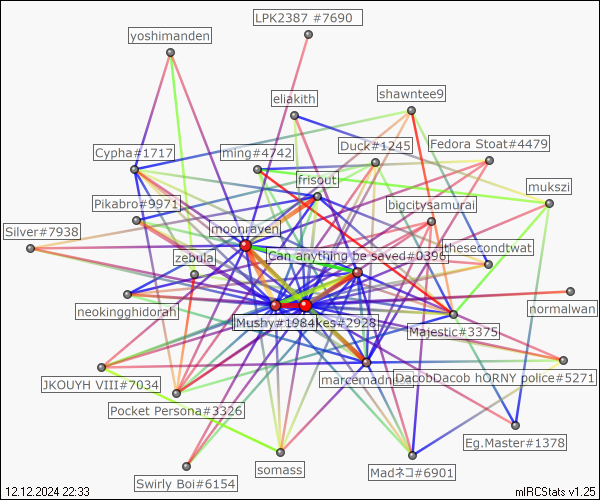 LPK2387 #7690
yoshimanden
eliakith
shawntee9
Cypha#1717
ming#4742
Duck#1245
Fedora Stoat#4479
frisout
mukszi
Pikabro#9971
bigcitysamurai
Silver#7938
moonraven
thesecondtwat
zebula
Can anything be saved#0396
neokingghidorah
normalwan
Mushy#1984
kes#2928
Majestic#3375
JKOUYH VIII#7034
marcemadn
DacobDacob hORNY police#5271
Pocket Persona#3326
Eg.Master#1378
somass
Madネコ#6901
Swirly Boi#6154
12.12.2024 22:33
mIRCStats v1.25